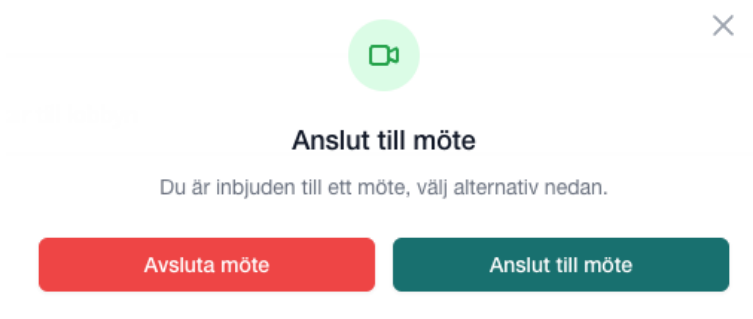 Anslut till möte
Du är inbjuden till ett möte, välj alternativ nedan.
Avsluta möte
Anslut till möte